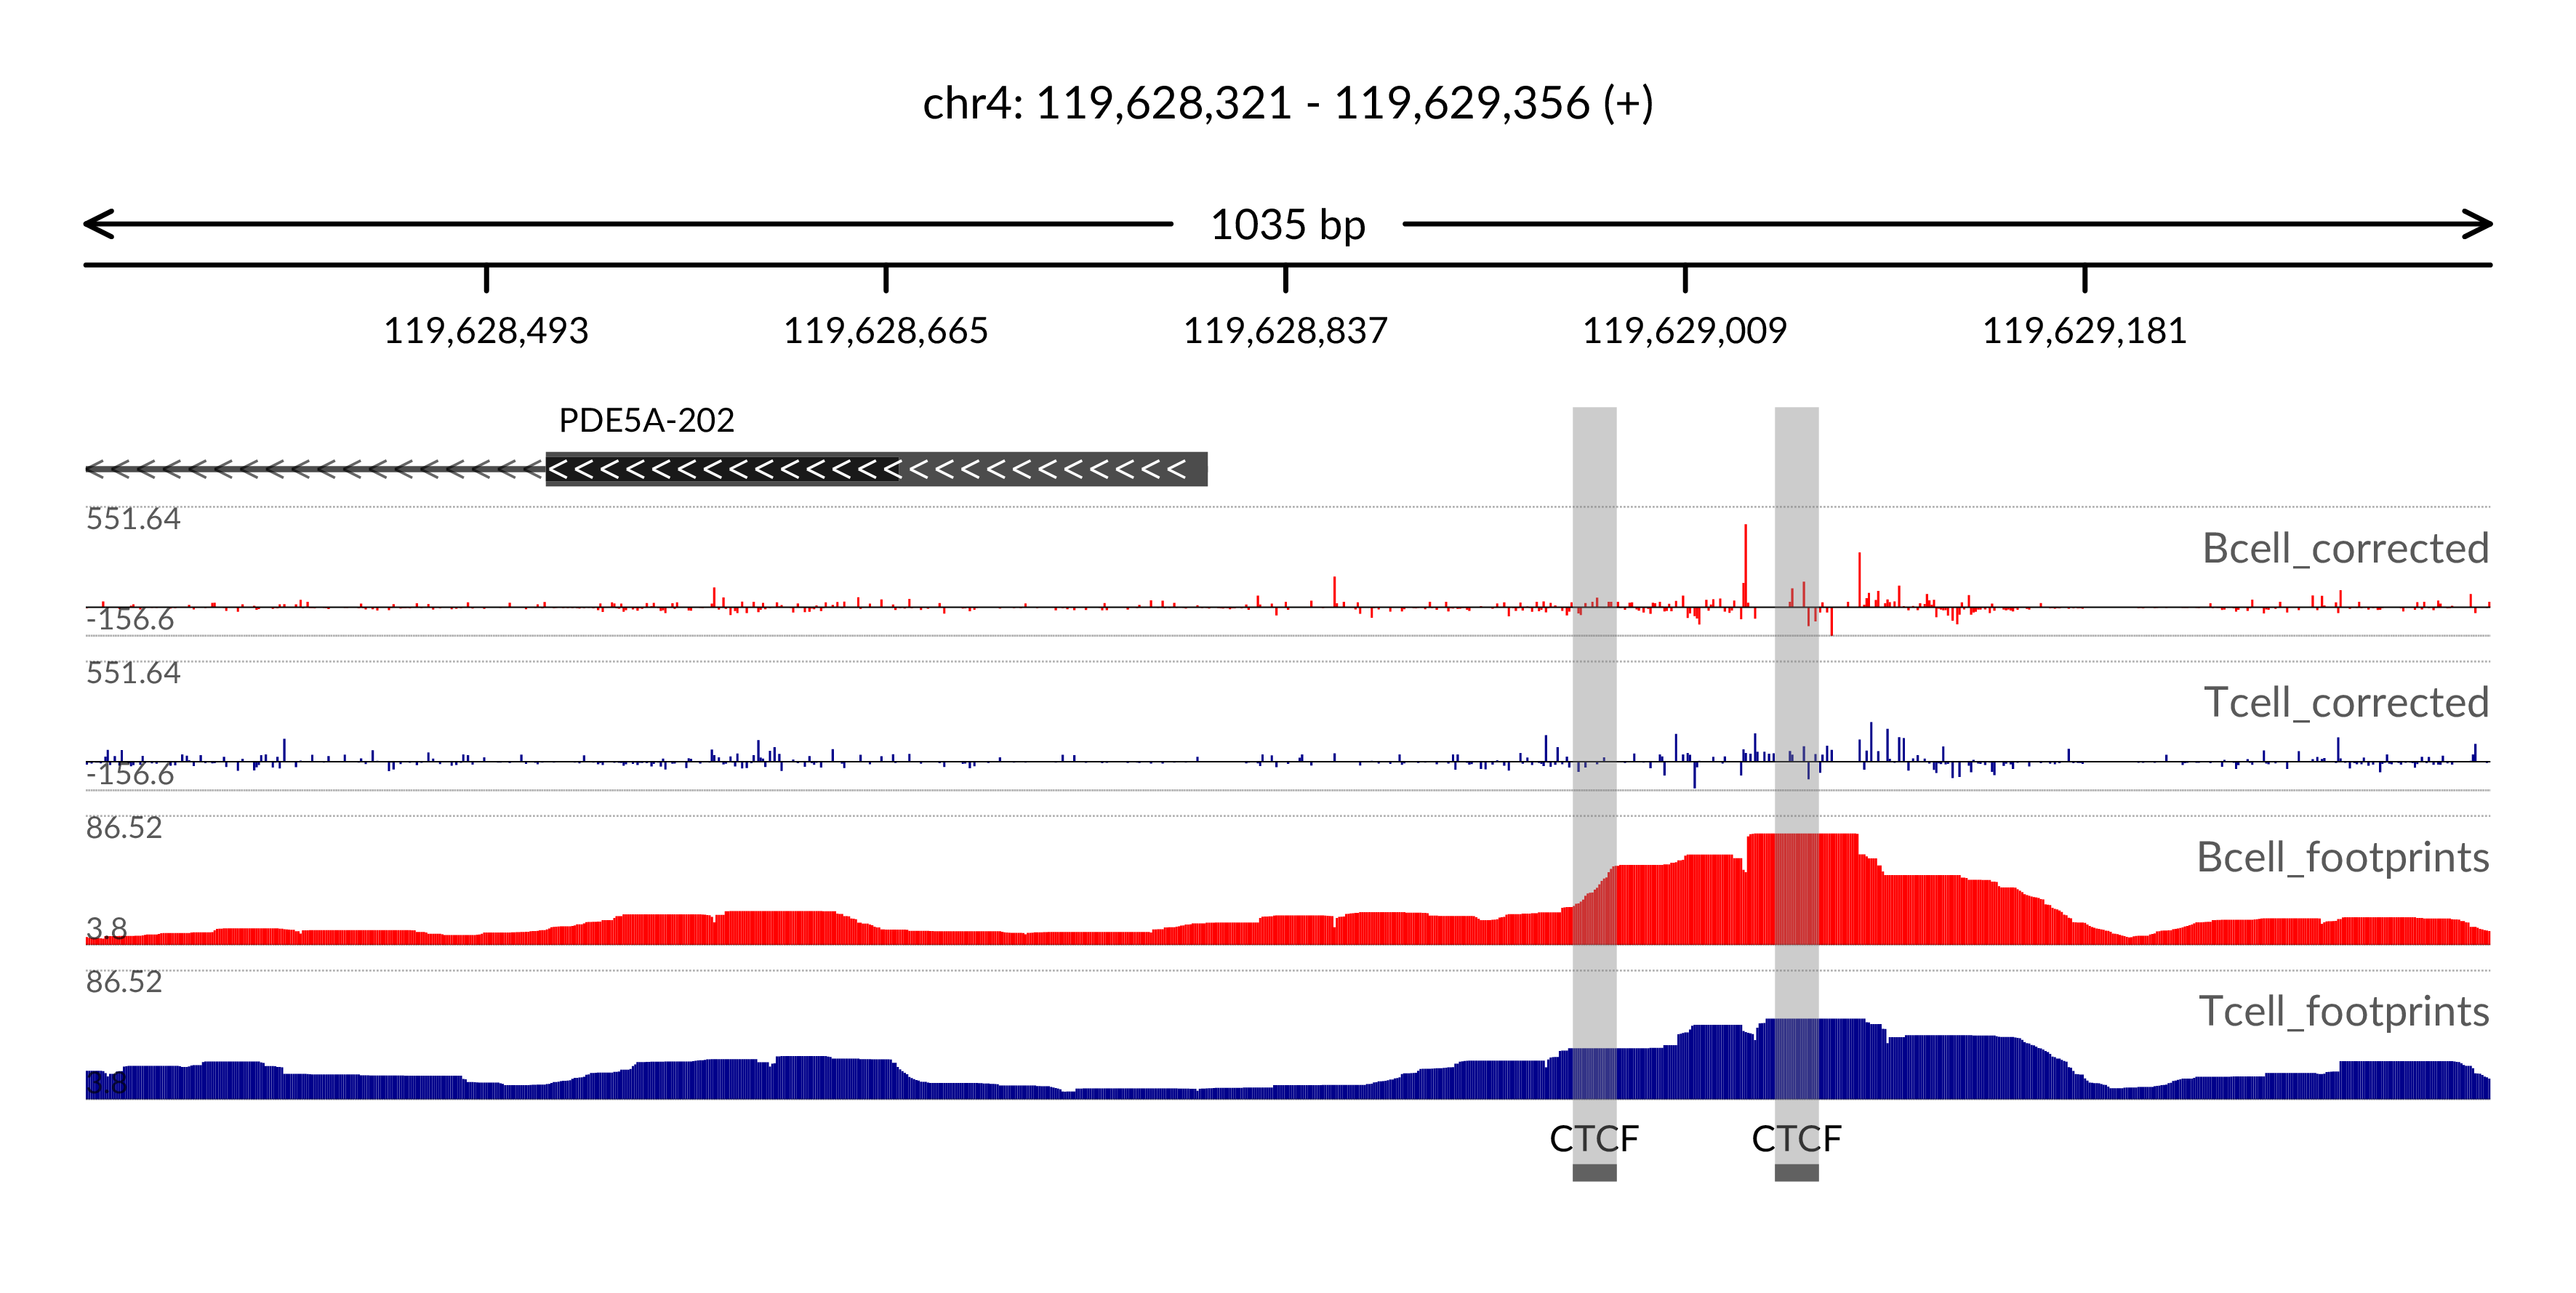 chr4: 119,628,321 - 119,629,356 (+)
1035 bp
119,628,493 119,628,665 119,628,837 119,629,009 119,629,181
PDE5A-202
551.64
Bcell_corrected
-156.6
551.64
Tcell_corrected
-156.6
86.52
Bcell_footprints
3.8
86.52
Tcell_footprints
3.8
CTCF CTCF